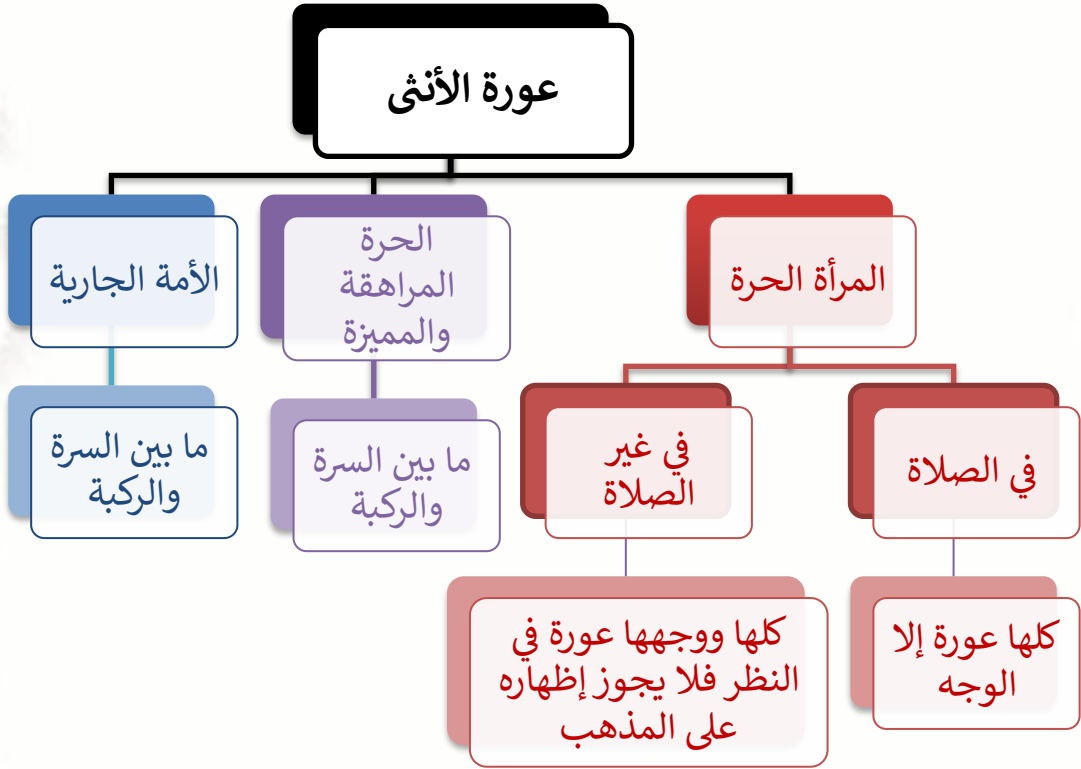 عورة الأنثى
المرأة الحرة
الحرة
المراهقة
والمميزة
الأمة الجارية
في الصلاة
في غير
الصلاة
ما بين السرة
والركبة
ما بين السرة
والركبة
كلها عورة إلا
الوجه
كلها ووجهها عورة في
النظر فلا يجوز إظهاره
على المذهب